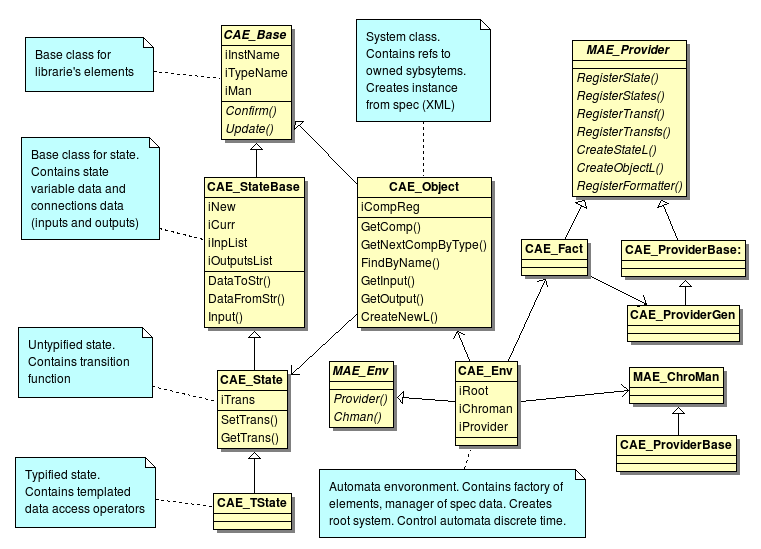 Base class for
librarie's elements
CAE_Base
iInstName
iTypeName
iMan
Confirm()
Update()
System class.
Contains refs to
owned sybsytems.
Creates instance
from spec (XML)
MAE_Provider
RegisterState()
RegisterStates()
RegisterTransf()
RegisterTransfs()
CreateStateL()
CreateObjectL()
RegisterFormatter()
Base class for state.
Contains state
variable data and
connections data
(inputs and outputs)
CAE_StateBase
iNew
iCurr
iInpList
iOutputsList
DataToStr()
DataFromStr()
Input()
CAE_Object
iCompReg
GetComp()
GetNextCompByType()
FindByName()
GetInput()
GetOutput()
CreateNewL()
CAE_Fact
CAE_ProviderBase:
CAE_ProviderGen
Untypified state.
Contains transition
function
CAE_State
iTrans
SetTrans()
GetTrans()
MAE_Env
Provider()
Chman()
CAE_Env
iRoot
iChroman
iProvider
MAE_ChroMan
CAE_ProviderBase
Typified state.
Contains templated
data access operators
CAE_TState
Automata envoronment. Contains factory of
elements, manager of spec data. Creates
root system. Control automata discrete time.